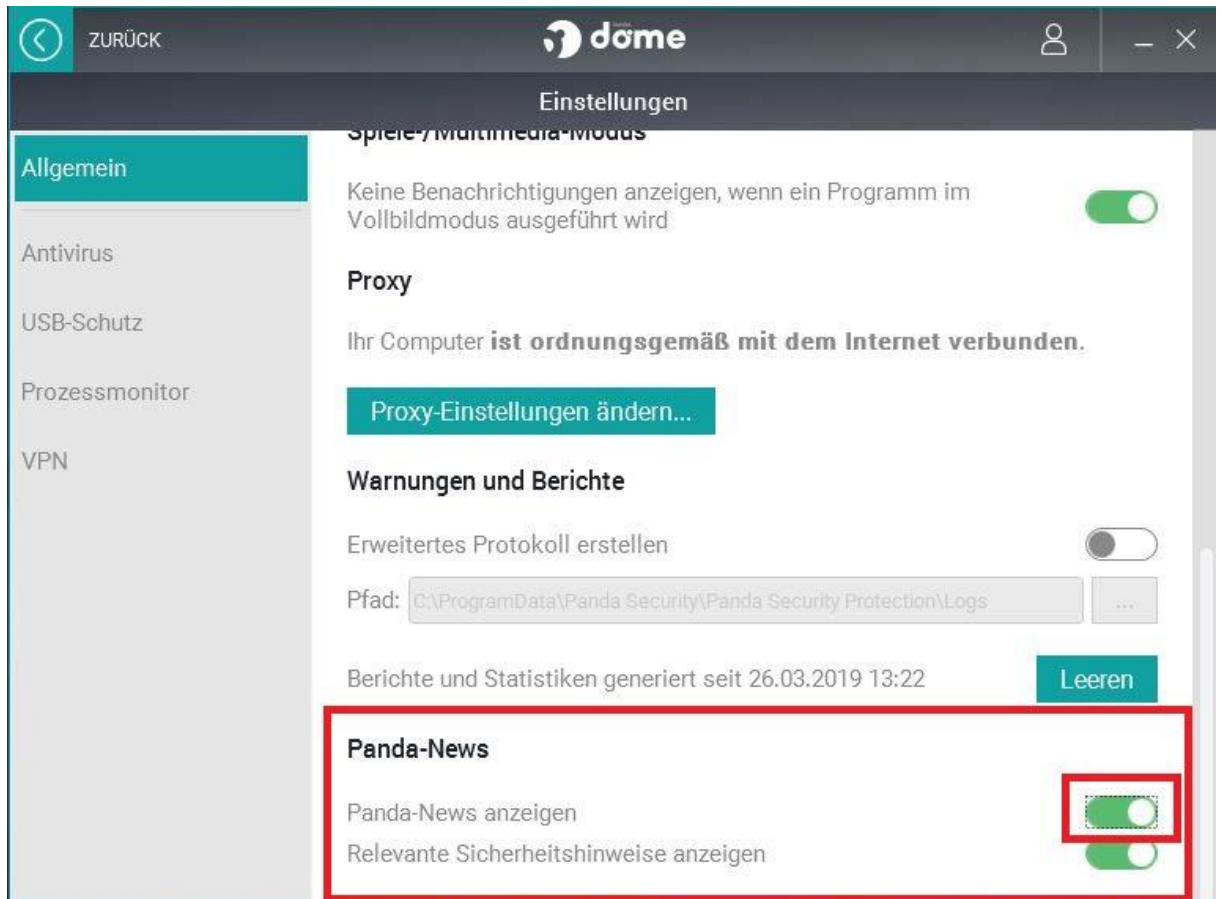 ZURÜCK
dome
Einstellungen
Spiele-/Multimedia-Modus
Allgemein
Keine Benachrichtigungen anzeigen, wenn ein Programm im
Vollbildmodus ausgeführt wird
Antivirus
Proxy
USB-Schutz
Ihr Computer ist ordnungsgemäß mit dem Internet verbunden.
Prozessmonitor
Proxy-Einstellungen ändern...
VPN
Warnungen und Berichte
Erweitertes Protokoll erstellen
Pfad: C:\ProgramData\Panda Security\Panda Security Protection\Logs ...
Berichte und Statistiken generiert seit 26.03.2019 13:22 Leeren
Panda-News
Panda-News anzeigen
Relevante Sicherheitshinweise anzeigen